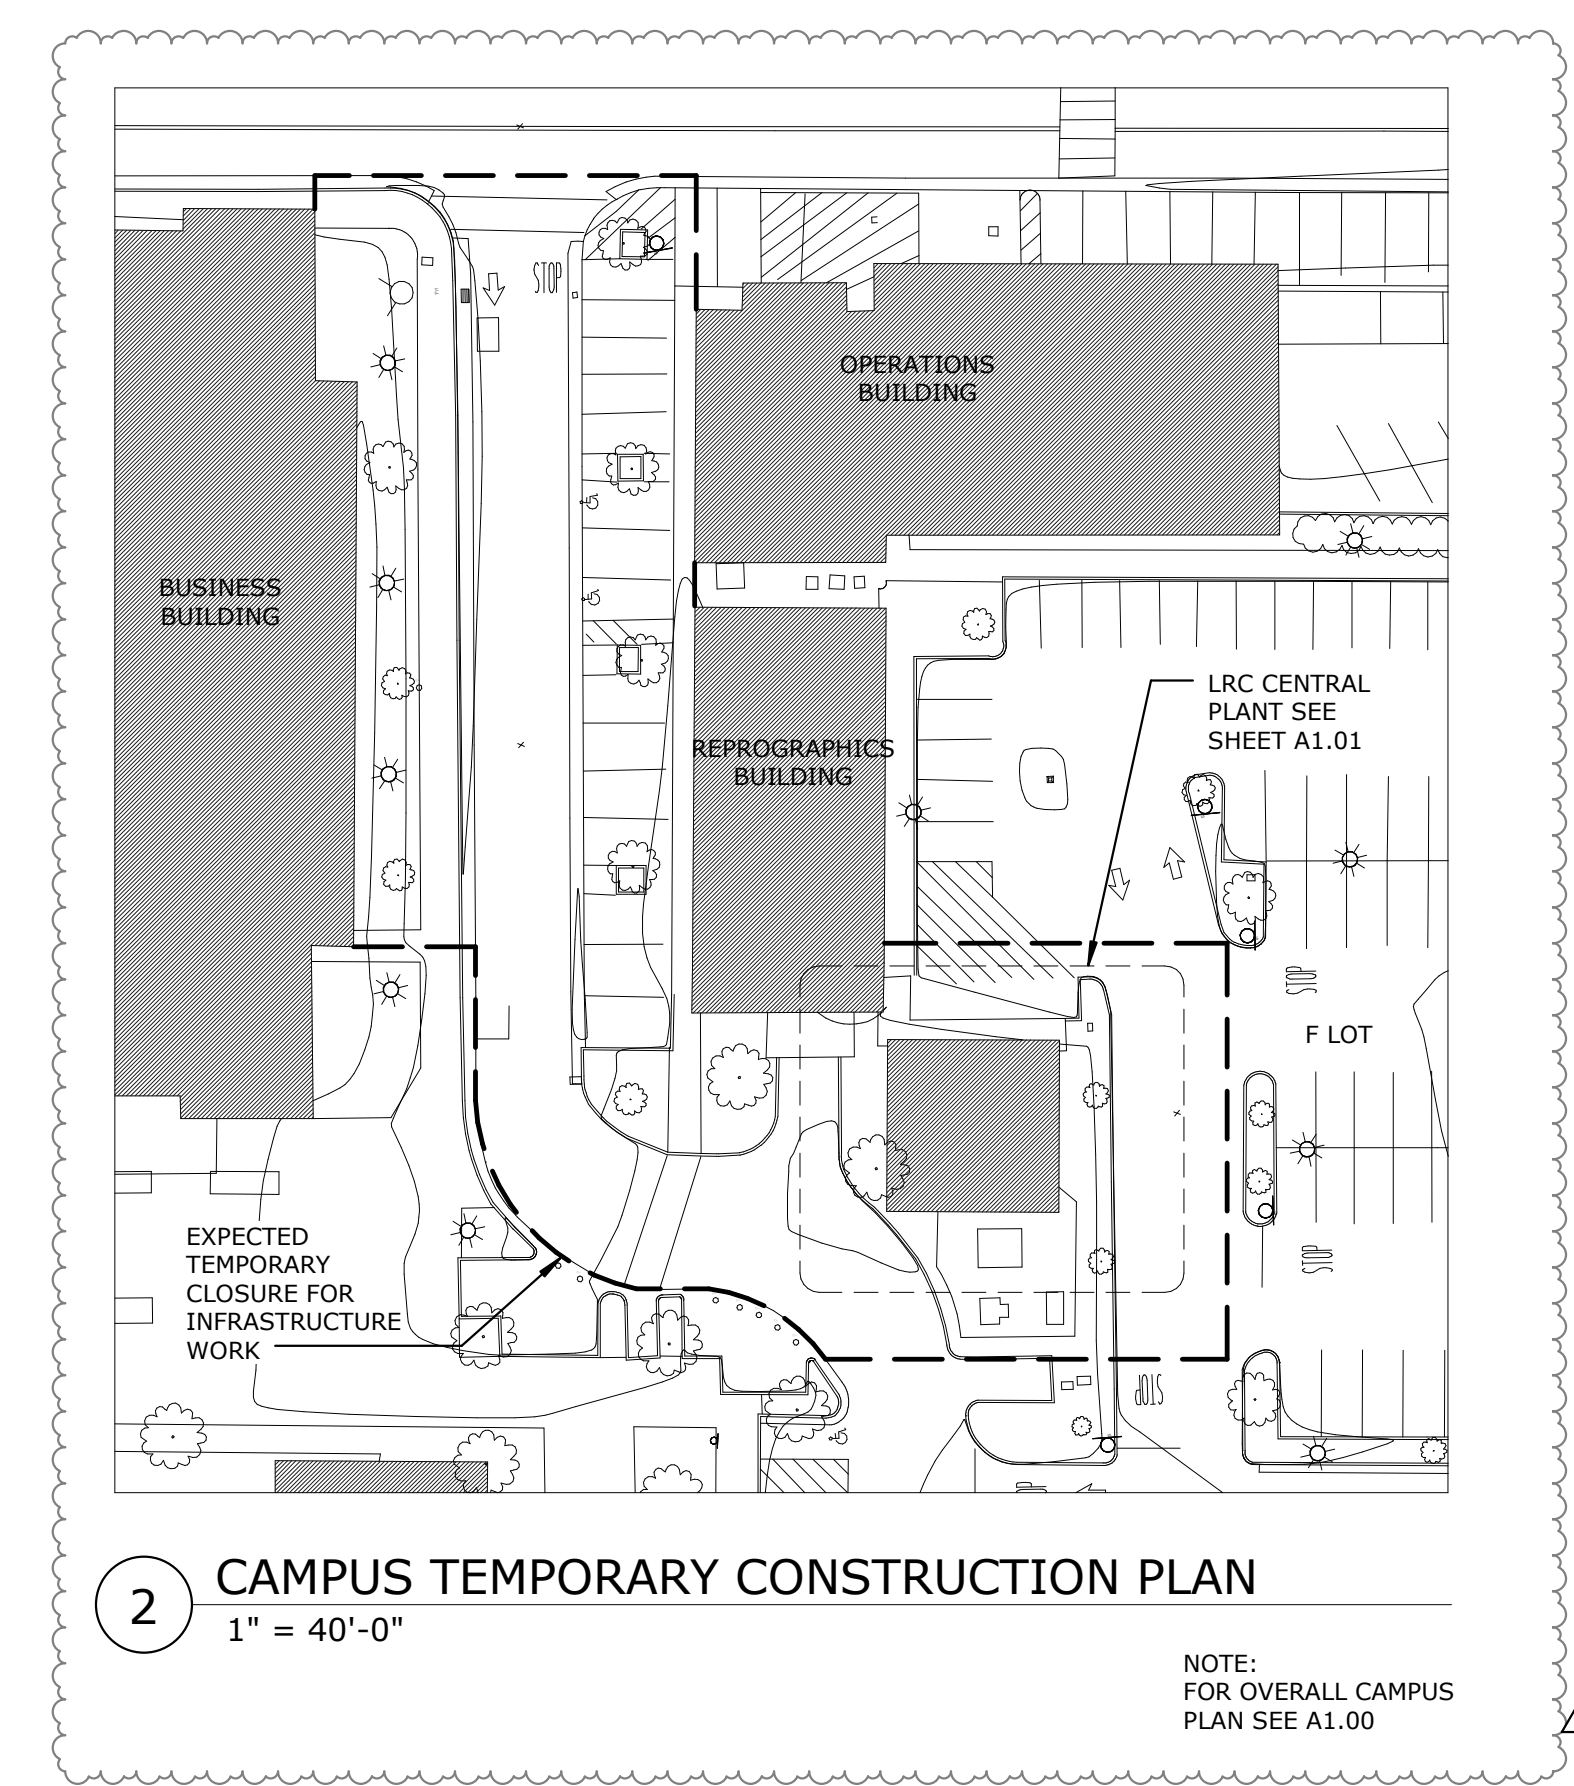 STOP
OPERATIONS
BUILDING
BUSINESS
BUILDING
LRC CENTRAL
PLANT SEE
SHEET A1.01
REPROGRAPHICS
BUILDING
STOP
F LOT
EXPECTED
TEMPORARY
CLOSURE FOR
INFRASTRUCTURE
WORK
STOP
STOP
2
CAMPUS TEMPORARY CONSTRUCTION PLAN
1" = 40'-0"
NOTE:
FOR OVERALL CAMPUS
PLAN SEE A1.00